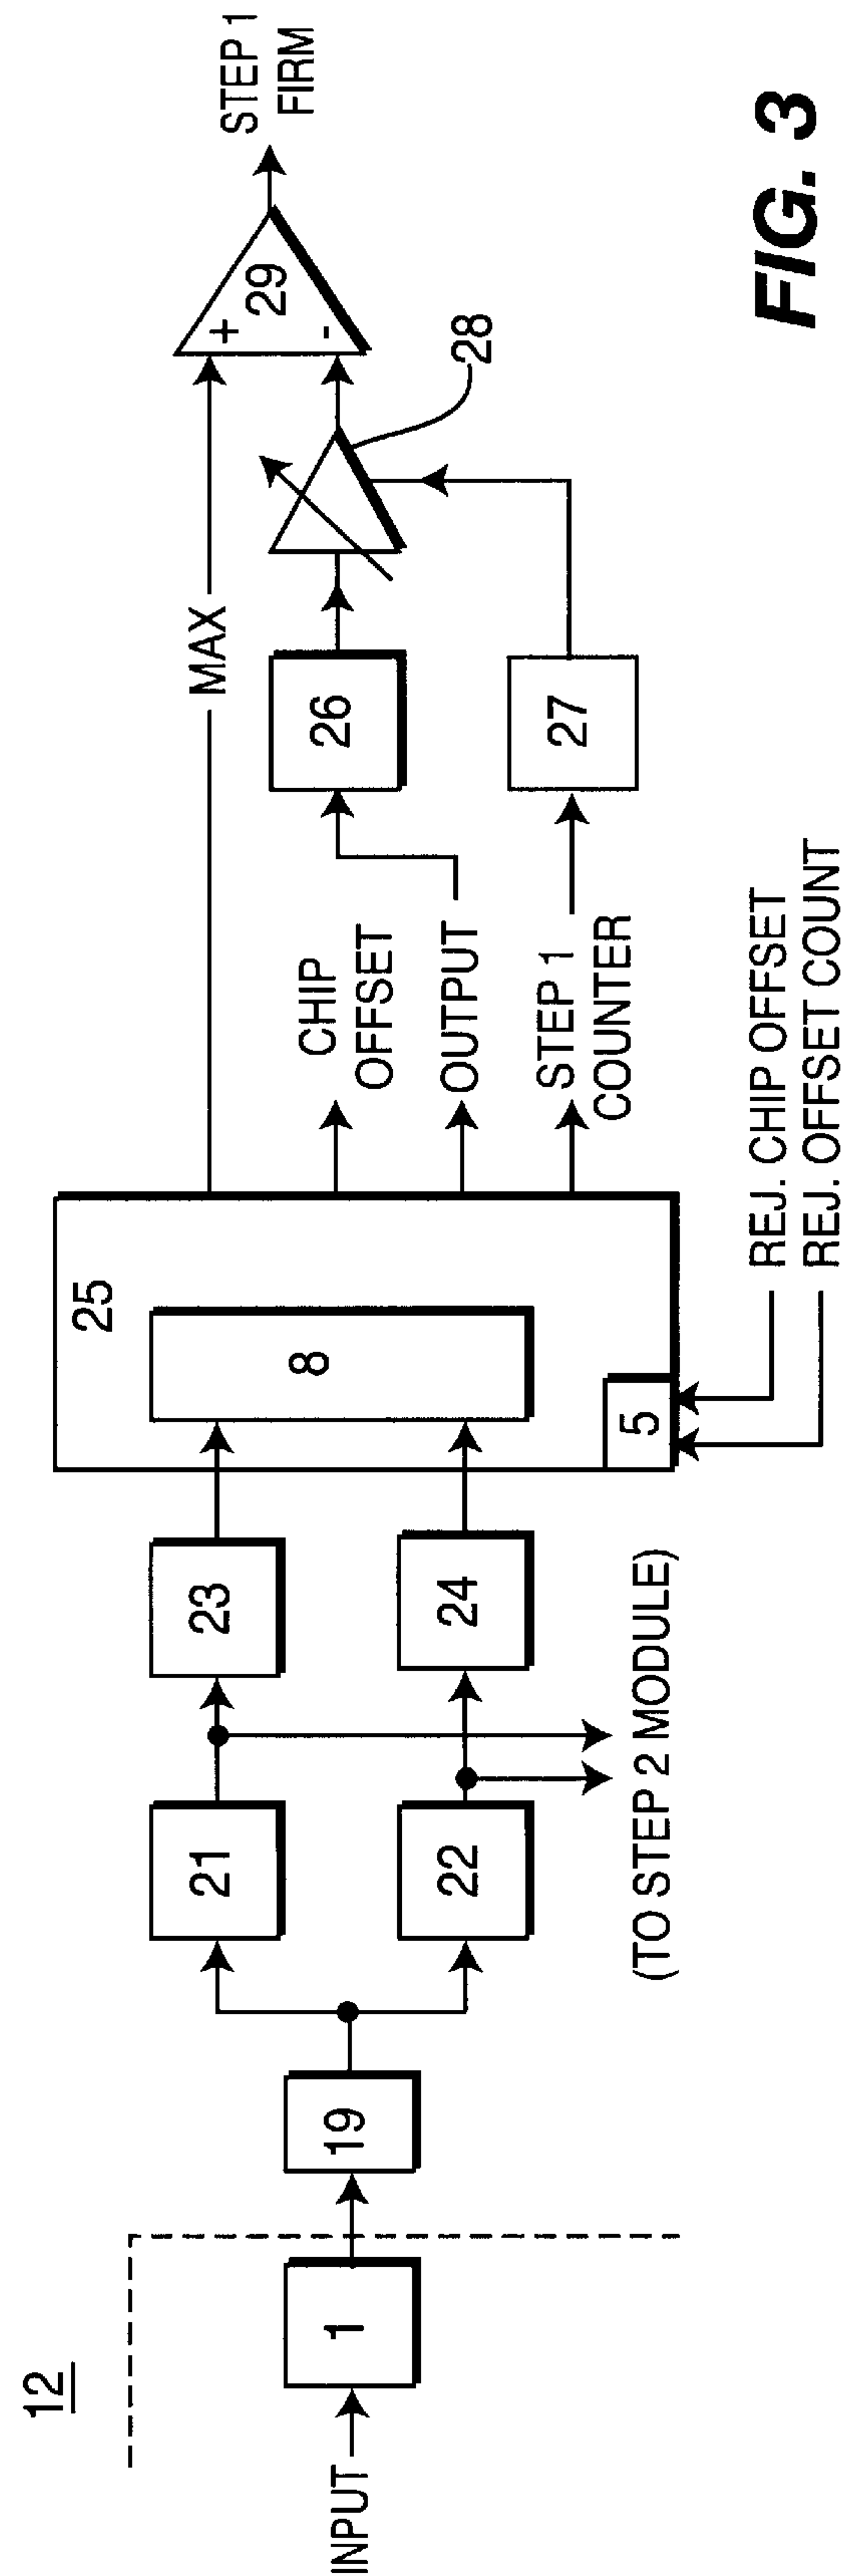 12
INPUT
1
19
21
22
23
24
(TO STEP 2 MODULE)
25
8
5
REJ. CHIP OFFSET
REJ. OFFSET COUNT
MAX
CHIP
OFFSET
OUTPUT
STEP 1
COUNTER
26
27
28
+
29
-
STEP 1
FIRM
FIG. 3